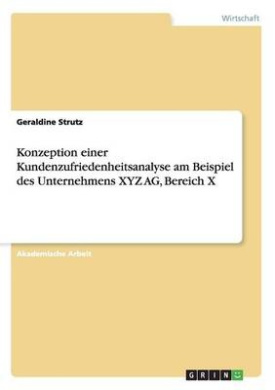 Wirtschaft
Geraldine Strutz
Konzeption einer
Kundenzufriedenheitsanalyse am Beispiel
des Unternehmens XYZ AG, Bereich X
Akademische Arbeit
GRIN